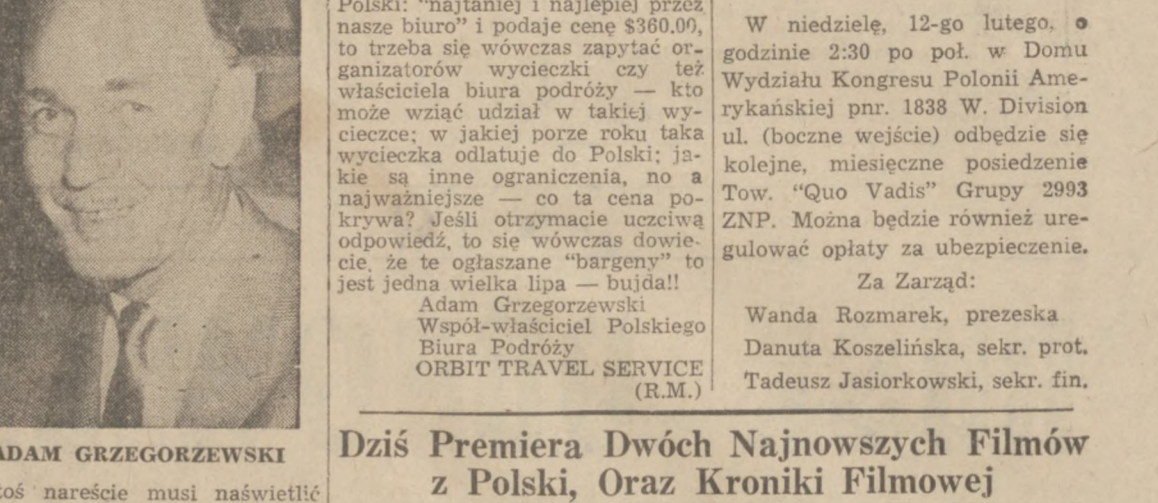 ADAM GRZEGORZEWSKI
toś nareście musi naświetlić
Polski: "najtaniej i najlepiej przez
nasze biuro" i podaje cenę $360.00,
to trzeba się wówczas zapytać or-
ganizatorów wycieczki czy też
właściciela biura podróży — kto
może wziąć udział w takiej wy-
cieczce; w jakiej porze roku taka
wycieczka odlatuje do Polski; ja-
kie są inne ograniczenia, no a
najważniejsze — co ta cena po-
krywa? Jeśli otrzymacie uczciwą
odpowiedź, to się wówczas dowie-
cie, że te ogłaszane "bargeny" to
jest jedna wielka lipa — bujda!!
Adam Grzegorzewski
Współ-właściciel Polskiego
Biura Podróży
ORBIT TRAVEL SERVICE
(R.M.)
W niedzielę, 12-go lutego, o
godzinie 2:30 po poł. w Domu
Wydziału Kongresu Polonii Ame-
rykańskiej pnr. 1838 W. Division
ul. (boczne wejście) odbędzie się
kolejne, miesięczne posiedzenie
Tow. "Quo Vadis" Grupy 2993
ZNP. Można będzie również ure-
gulować opłaty za ubezpieczenie.
Za Zarząd:
Wanda Rozmarek, prezeska
Danuta Koszelińska, sekr. prot.
Tadeusz Jasiorkowski, sekr. fin.
Dziś Premiera Dwóch Najnowszych Filmów
z Polski, Oraz Kroniki Filmowej